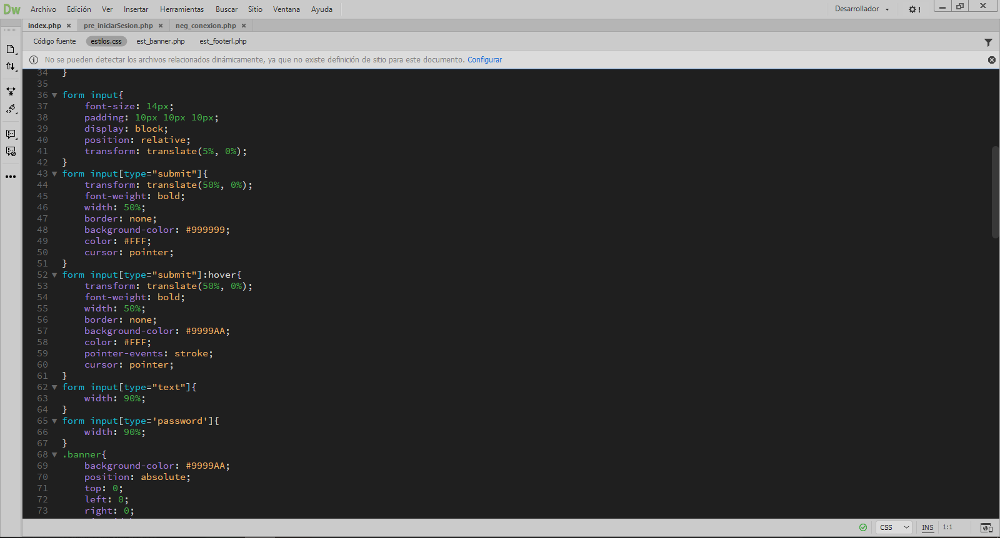 Dw Archivo Edición Ver Insertar Herramientas Buscar Sitio Ventana Ayuda Desarrollador !
index.php × pre_iniciarSesion.php × neg_conexion.php ×
Código fuente estilos.css est_banner.php est_footerl.php
No se pueden detectar los archivos relacionados dinámicamente, ya que no existe definición de sitio para este documento. Configurar
34 }
35
36 form input{
37 font-size: 14px;
38 padding: 10px 10px 10px;
39 display: block;
40 position: relative;
41 transform: translate(5%, 0%);
42 }
43 form input[type="submit"]{
44 transform: translate(50%, 0%);
45 font-weight: bold;
46 width: 50%;
47 border: none;
48 background-color: #999999;
49 color: #FFF;
50 cursor: pointer;
51 }
52 form input[type="submit"]:hover{
53 transform: translate(50%, 0%);
54 font-weight: bold;
55 width: 50%;
56 border: none;
57 background-color: #9999AA;
58 color: #FFF;
59 pointer-events: stroke;
60 cursor: pointer;
61 }
62 form input[type="text"]{
63 width: 90%;
64 }
65 form input[type='password']{
66 width: 90%;
67 }
68 .banner{
69 background-color: #9999AA;
70 position: absolute;
71 top: 0;
72 left: 0;
73 right: 0;
CSS INS 1:1